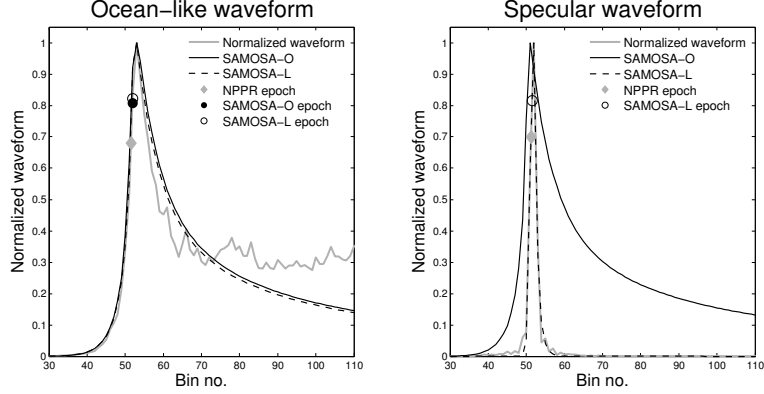 Ocean−like waveform
Normalized waveform
1
0.9
0.8
0.7
0.6
0.5
0.4
0.3
0.2
0.1
0
30 40 50 60 70 80 90 100 110
Bin no.
Normalized waveform
SAMOSA−O
SAMOSA−L
NPPR epoch
SAMOSA−O epoch
SAMOSA−L epoch
Specular waveform
Normalized waveform
1
0.9
0.8
0.7
0.6
0.5
0.4
0.3
0.2
0.1
0
30 40 50 60 70 80 90 100 110
Bin no.
Normalized waveform
SAMOSA−O
SAMOSA−L
NPPR epoch
SAMOSA−L epoch